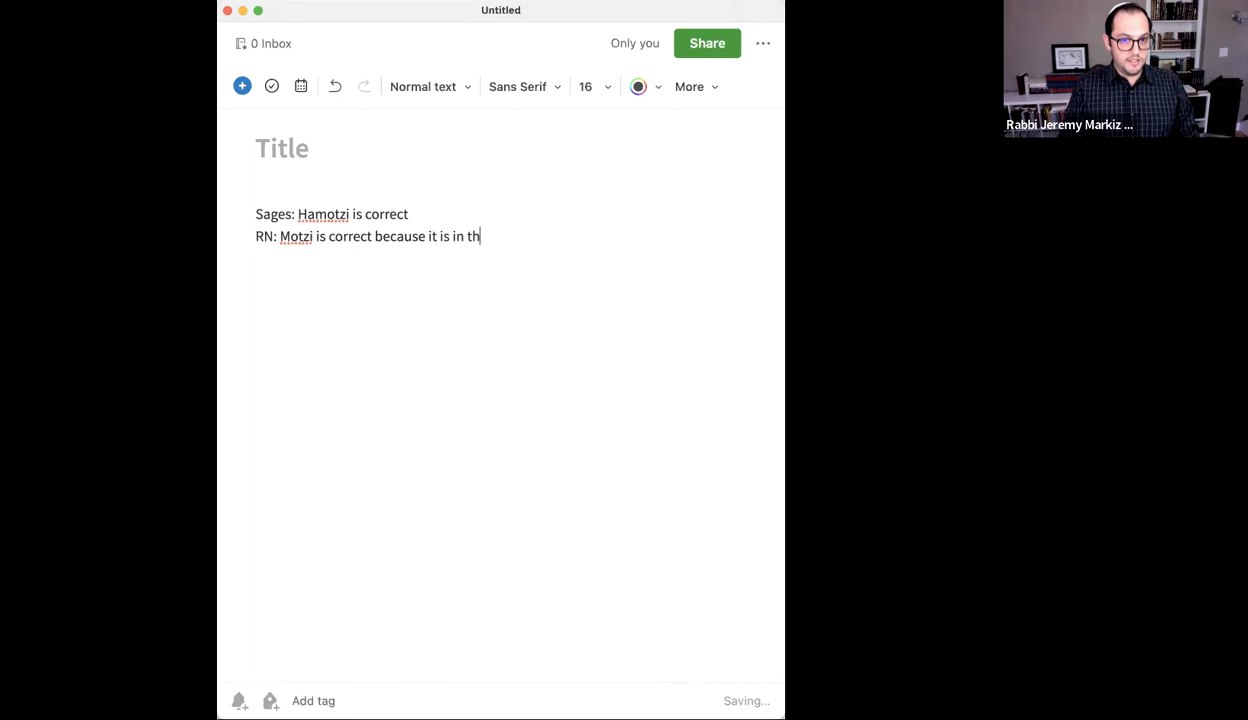 Untitled
0 Inbox
Only you
Share
Normal text
Sans Serif
16
More
Title
Sages: Hamotzi is correct
RN: Motzi is correct because it is in th
Add tag
Saving...
Rabbi Jeremy Markiz ...